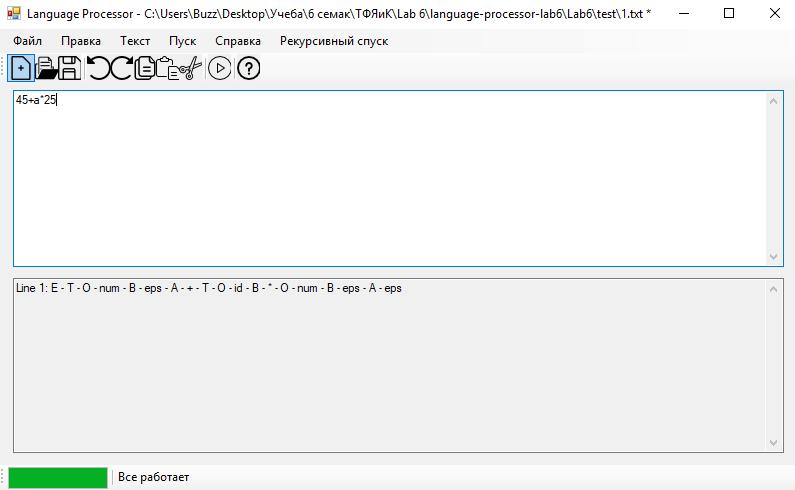 Language Processor - C:\Users\Buzz\Desktop\Учеба\6 семак\ТФЯиК\Lab 6\language-processor-lab6\Lab6\test\1.txt *
Файл Правка Текст Пуск Справка Рекурсивный спуск
45+a*25
Line 1: E - T - O - num - B - eps - A - + - T - O - id - B - * - O - num - B - eps - A - eps
Все работает